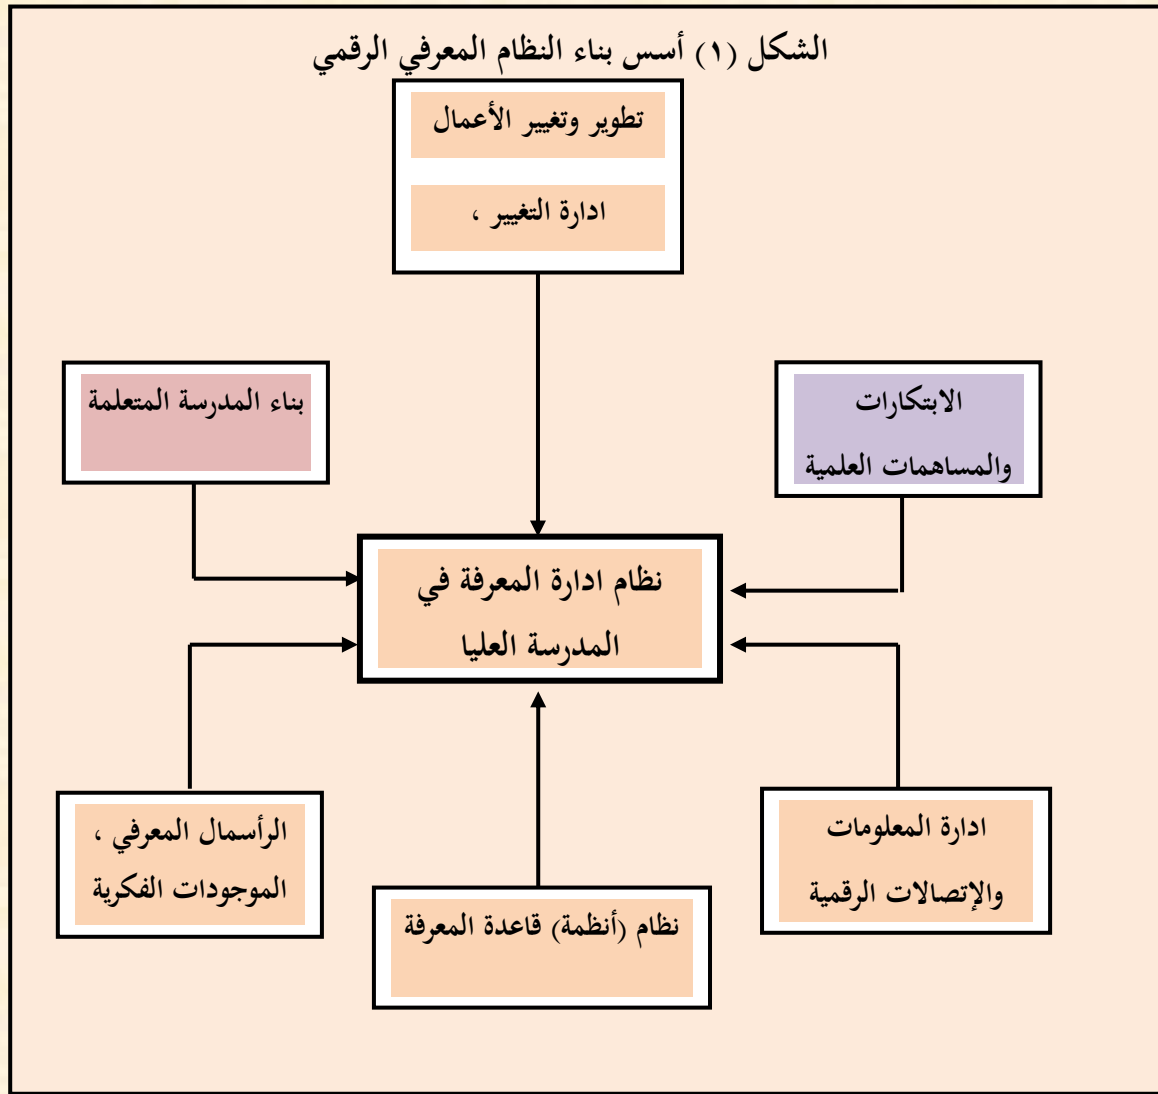 الشكل (١) أسس بناء النظام المعرفي الرقمي
تطوير وتغيير الأعمال
ادارة التغيير ،
الابتكارات
والمساهمات العلمية
بناء المدرسة المتعلمة
نظام ادارة المعرفة في
المدرسة العليا
ادارة المعلومات
والإتصالات الرقمية
نظام (أنظمة) قاعدة المعرفة
الرأسمال المعرفي ،
الموجودات الفكرية